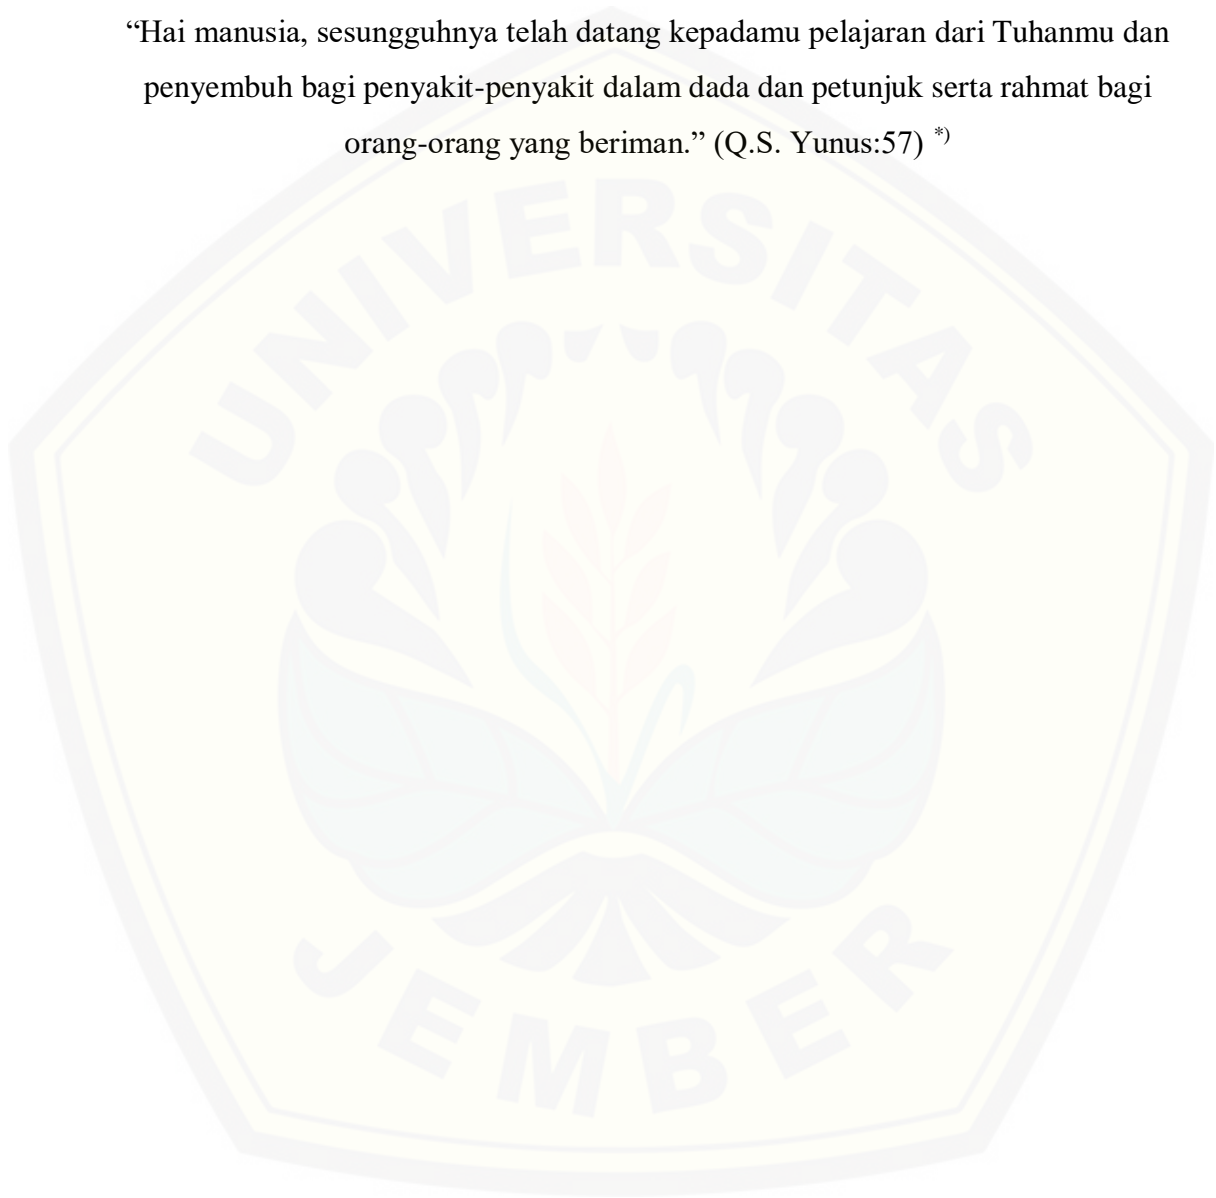 “Hai manusia, sesungguhnya telah datang kepadamu pelajaran dari Tuhanmu dan
penyembuh bagi penyakit-penyakit dalam dada dan petunjuk serta rahmat bagi
orang-orang yang beriman.” (Q.S. Yunus:57) *)
UNIVERSITAS
JEMBER